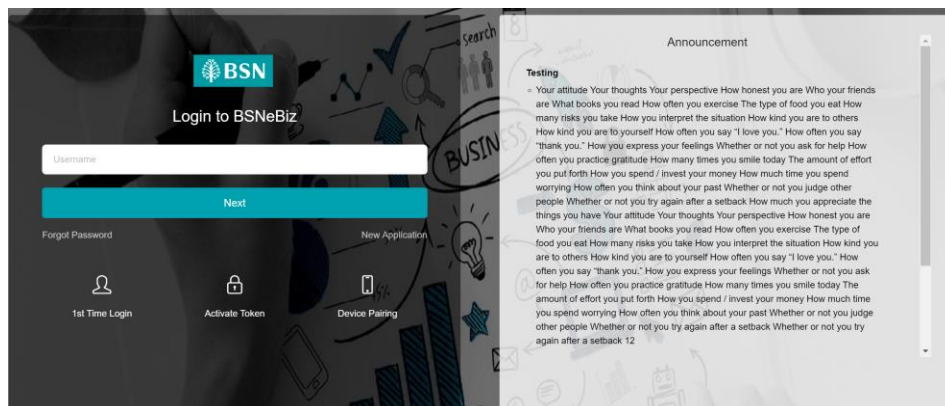 BSN
Login to BSNeBiz
Username
Next
Forgot Password
New Application
1st Time Login
Activate Token
Device Pairing
search
BUSINESS
Announcement
Testing
Your attitude Your thoughts Your perspective How honest you are Who your friends
are What books you read How often you exercise The type of food you eat How
many risks you take How you interpret the situation How kind you are to others
How kind you are to yourself How often you say “I love you.” How often you say
“thank you.” How you express your feelings Whether or not you ask for help How
often you practice gratitude How many times you smile today The amount of effort
you put forth How you spend / invest your money How much time you spend
worrying How often you think about your past Whether or not you judge other
people Whether or not you try again after a setback How much you appreciate the
things you have Your attitude Your thoughts Your perspective How honest you are
Who your friends are What books you read How often you exercise The type of
food you eat How many risks you take How you interpret the situation How kind you
are to others How kind you are to yourself How often you say “I love you.” How
often you say “thank you.” How you express your feelings Whether or not you ask
for help How often you practice gratitude How many times you smile today The
amount of effort you put forth How you spend / invest your money How much time
you spend worrying How often you think about your past Whether or not you judge
other people Whether or not you try again after a setback Whether or not you try
again after a setback 12